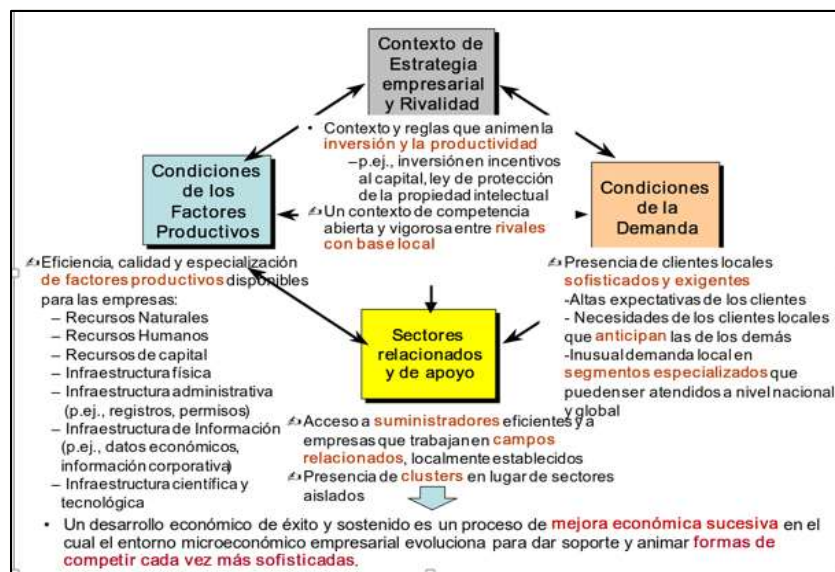 Contexto de
Estrategia
empresarial
y Rivalidad
• Contexto y reglas que animen la
inversión y la productividad
–p.ej., inversión en incentivos
al capital, ley de protección
de la propiedad intelectual
✍Un contexto de competencia
abierta y vigorosa entre rivales
con base local
Condiciones
de los
Factores
Productivos
Condiciones
de la
Demanda
✍Eficiencia, calidad y especialización
de factores productivos disponibles
para las empresas:
– Recursos Naturales
– Recursos Humanos
– Recursos de capital
– Infraestructura física
– Infraestructura administrativa
(p.ej., registros, permisos)
– Infraestructura de Información
(p.ej., datos económicos,
información corporativa)
– Infraestructura científica y
tecnológica
✍Presencia de clientes locales
sofisticados y exigentes
-Altas expectativas de los clientes
- Necesidades de los clientes locales
que anticipan las de los demás
-Inusual demanda local en
segmentos especializados que
puedenser atendidos a nivel nacional
y global
Sectores
relacionados
y de apoyo
✍Acceso a suministradores eficientes y a
empresas que trabajan en campos
relacionados, localmente establecidos
✍Presencia de clusters en lugar de sectores
aislados
• Un desarrollo económico de éxito y sostenido es un proceso de mejora económica sucesiva en el
cual el entorno microeconómico empresarial evoluciona para dar soporte y animar formas de
competir cada vez más sofisticadas.